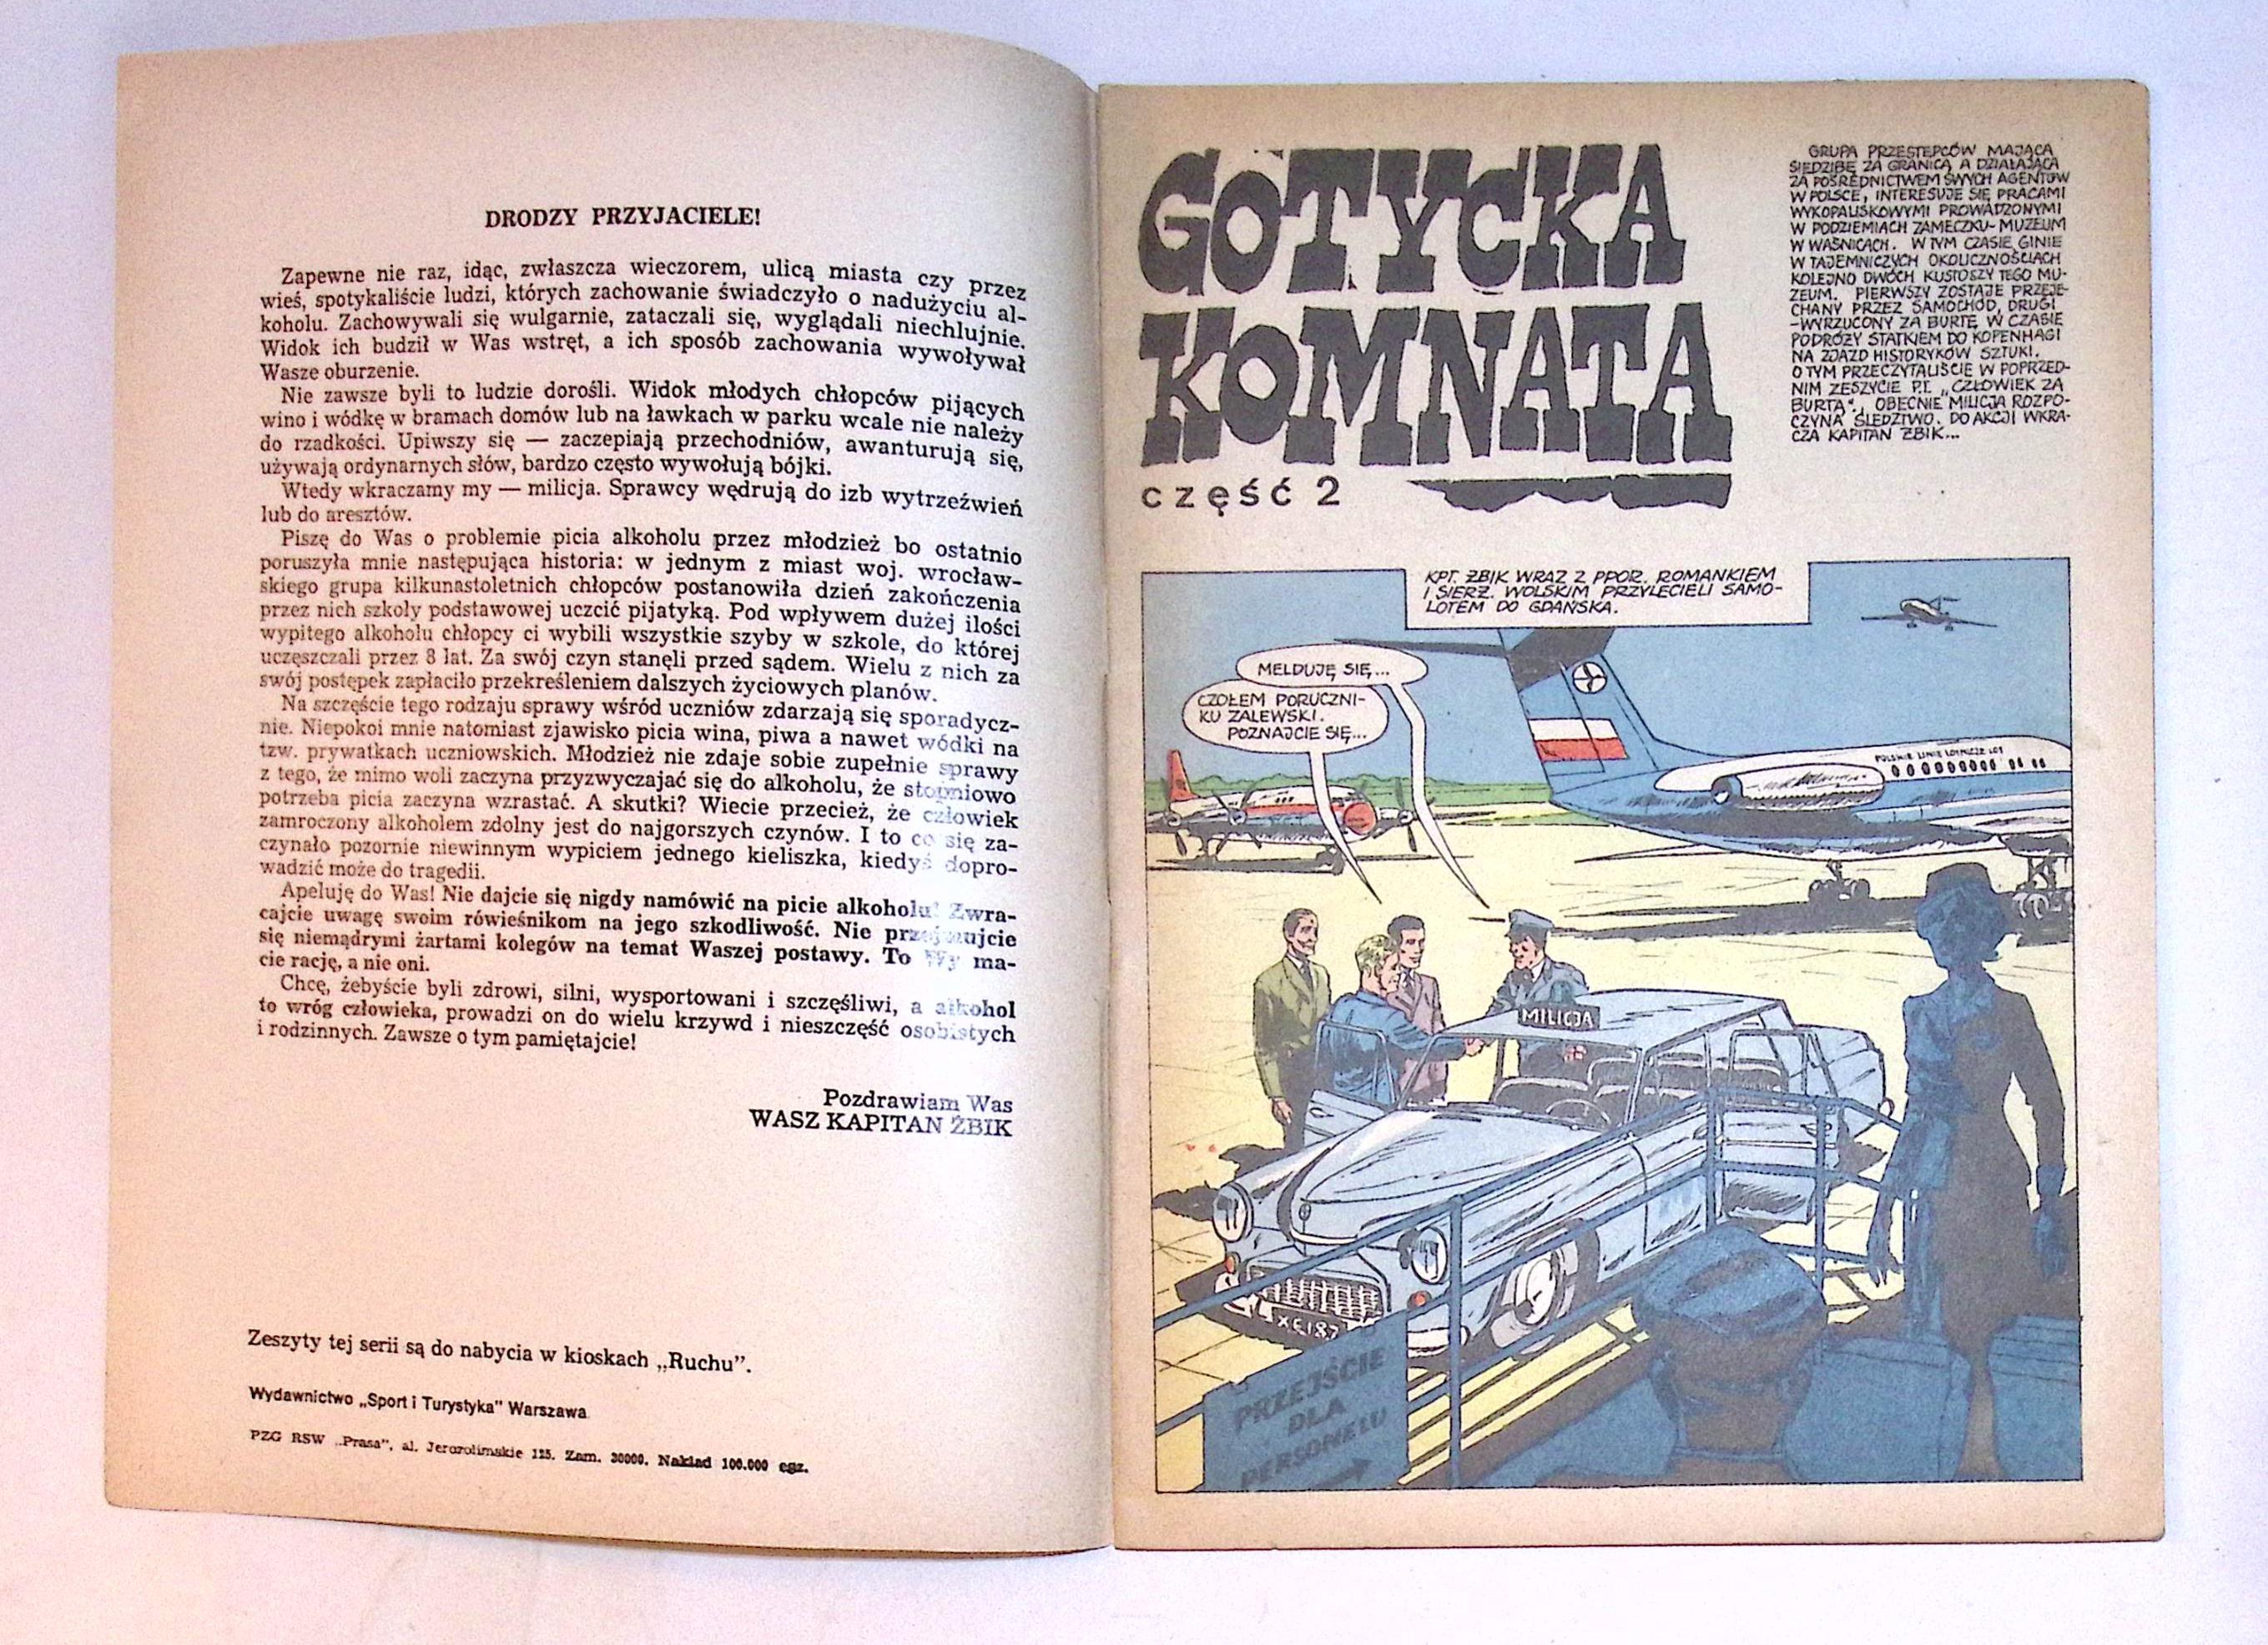 DRODZY PRZYJACIELE!
Zapewne nie raz, idąc, zwłaszcza wieczorem, ulicą miasta czy przez
wieś, spotykaliście ludzi, których zachowanie świadczyło o nadużyciu al-
koholu. Zachowywali się wulgarnie, zataczali się, wyglądali niechlujnie.
Widok ich budził w Was wstręt, a ich sposób zachowania wywoływał
Wasze oburzenie.
Nie zawsze byli to ludzie dorośli. Widok młodych chłopców pijących
wino i wódkę w bramach domów lub na ławkach w parku wcale nie należy
do rzadkości. Upiwszy się — zaczepiają przechodniów, awanturują się,
używają ordynarnych słów, bardzo często wywołują bójki.
Wtedy wkraczamy my — milicja. Sprawcy wędrują do izb wytrzeźwień
lub do aresztów.
Piszę do Was o problemie picia alkoholu przez młodzież bo ostatnio
poruszyła mnie następująca historia: w jednym z miast woj. wrocław-
skiego grupa kilkunastoletnich chłopców postanowiła dzień zakończenia
przez nich szkoły podstawowej uczcić pijatyką. Pod wpływem dużej ilości
wypitego alkoholu chłopcy ci wybili wszystkie szyby w szkole, do której
uczęszczali przez 8 lat. Za swój czyn stanęli przed sądem. Wielu z nich za
swój postępek zapłaciło przekreśleniem dalszych życiowych planów.
Na szczęście tego rodzaju sprawy wśród uczniów zdarzają się sporadycz-
nie. Niepokoi mnie natomiast zjawisko picia wina, piwa a nawet wódki na
tzw. prywatkach uczniowskich. Młodzież nie zdaje sobie zupełnie sprawy
z tego, że mimo woli zaczyna przyzwyczajać się do alkoholu, że stopniowo
potrzeba picia zaczyna wzrastać. A skutki? Wiecie przecież, że człowiek
zamroczony alkoholem zdolny jest do najgorszych czynów. I to co się za-
czynało pozornie niewinnym wypiciem jednego kieliszka, kiedyś dopro-
wadzić może do tragedii.
Apeluję do Was! Nie dajcie się nigdy namówić na picie alkoholu! Zwra-
cajcie uwagę swoim rówieśnikom na jego szkodliwość. Nie przejmujcie
się niemądrymi żartami kolegów na temat Waszej postawy. To Wy ma-
cie rację, a nie oni.
Chcę, żebyście byli zdrowi, silni, wysportowani i szczęśliwi, a alkohol
to wróg człowieka, prowadzi on do wielu krzywd i nieszczęść osobistych
i rodzinnych. Zawsze o tym pamiętajcie!
Pozdrawiam Was
WASZ KAPITAN ŻBIK
Zeszyty tej serii są do nabycia w kioskach „Ruchu”.
Wydawnictwo „Sport i Turystyka” Warszawa
PZG RSW „Prasa”, al. Jerozolimskie 125. Zam. 30000. Nakład 100.000 egz.
GOTYCKA
KOMNATA
część 2
GRUPA PRZESTĘPCÓW MAJĄCA
SIEDZIBĘ ZA GRANICĄ A DZIAŁAJĄCA
ZA POŚREDNICTWEM SWYCH AGENTÓW
W POLSCE, INTERESUJE SIĘ PRACAMI
WYKOPALISKOWYMI PROWADZONYMI
W PODZIEMIACH ZAMECZKU-MUZEUM
W WAŚNICACH. W TYM CZASIE GINIE
W TAJEMNICZYCH OKOLICZNOŚCIACH
KOLEJNO DWÓCH KUSTOSZY TEGO MU-
ZEUM. PIERWSZY ZOSTAJE PRZEJE-
CHANY PRZEZ SAMOCHÓD, DRUGI
-WYRZUCONY ZA BURTĘ W CZASIE
PODRÓŻY STATKIEM DO KOPENHAGI
NA ZJAZD HISTORYKÓW SZTUKI.
O TYM PRZECZYTALIŚCIE W POPRZED-
NIM ZESZYCIE P.T. „CZŁOWIEK ZA
BURTĄ”. OBECNIE MILICJA ROZPO-
CZYNA ŚLEDZTWO. DO AKCJI WKRA-
CZA KAPITAN ŻBIK...
KPT. ŻBIK WRAZ Z PPOR. ROMANKIEM
I SIERŻ. WOLSKIM PRZYLECIELI SAMO-
LOTEM DO GDAŃSKA.
MELDUJĘ SIĘ...
CZOŁEM PORUCZNI-
KU ZALEWSKI.
POZNAJCIE SIĘ...
POLSKIE LINIE LOTNICZE LOT
MILICJA
PRZEJŚCIE
DLA
PERSONELU